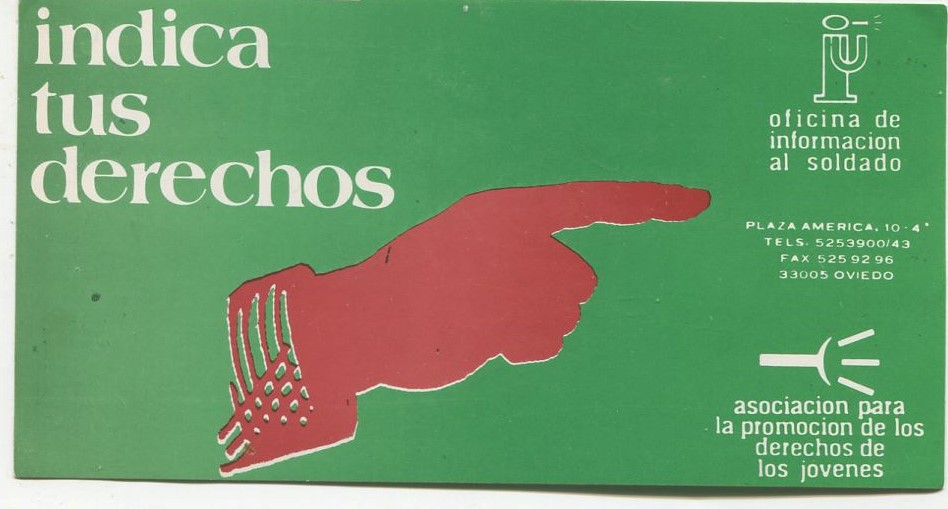 indica
tus
derechos
oficina de
informacion
al soldado
PLAZA AMERICA, 10-4°
TELS. 5253900/43
FAX 525 92 96
33005 OVIEDO
asociacion para
la promocion de los
derechos de
los jovenes